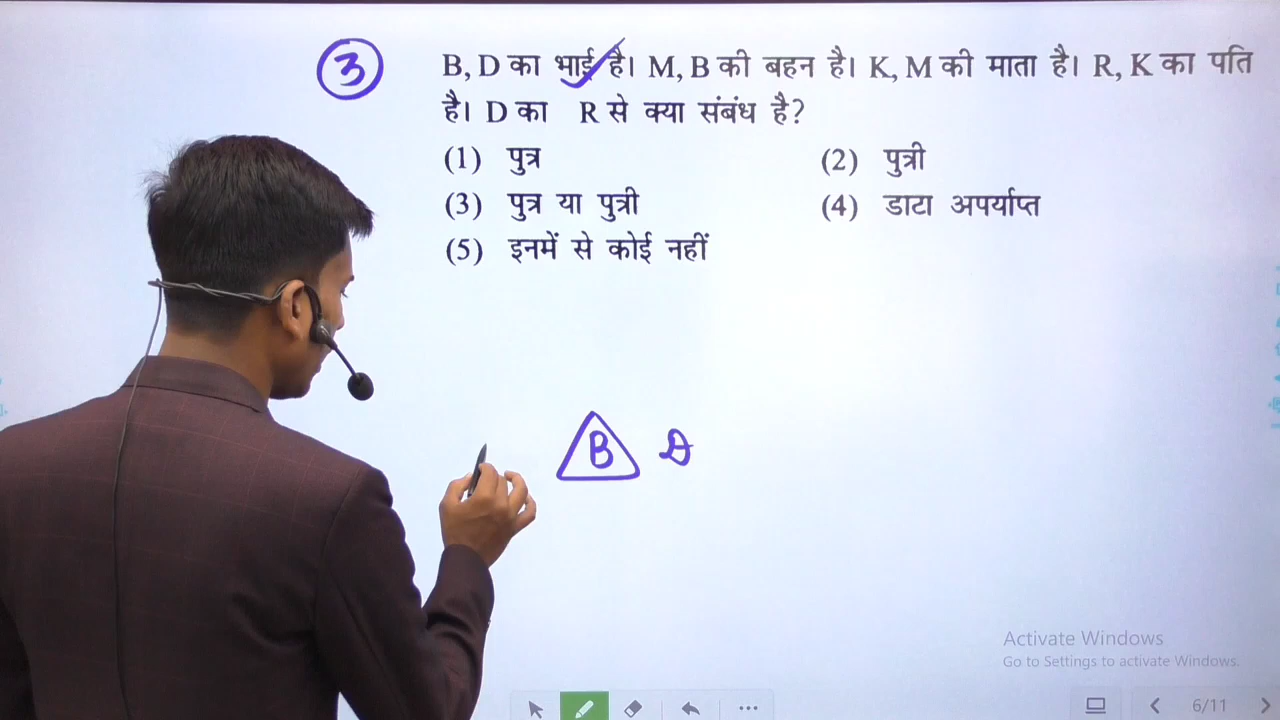 3 B, D का भाई है। M, B की बहन है। K, M की माता है। R, K का पति
है। D का R से क्या संबंध है?
(1) पुत्र (2) पुत्री
(3) पुत्र या पुत्री (4) डाटा अपर्याप्त
(5) इनमें से कोई नहीं
B D
Activate Windows
Go to Settings to activate Windows.
6/11